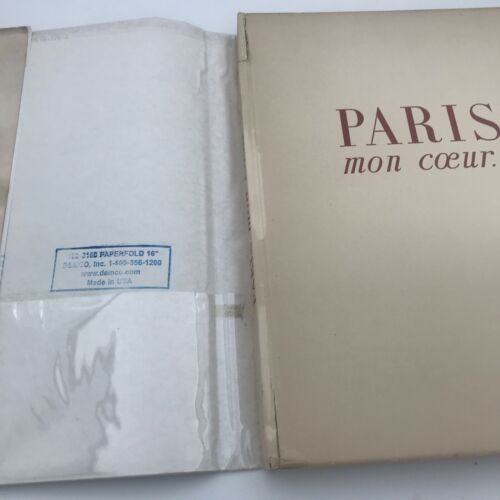 PAPERFOLD 16"
DEMCO, Inc. 1-800-356-1200
www.demco.com
Made in USA
PARIS
mon cœur.